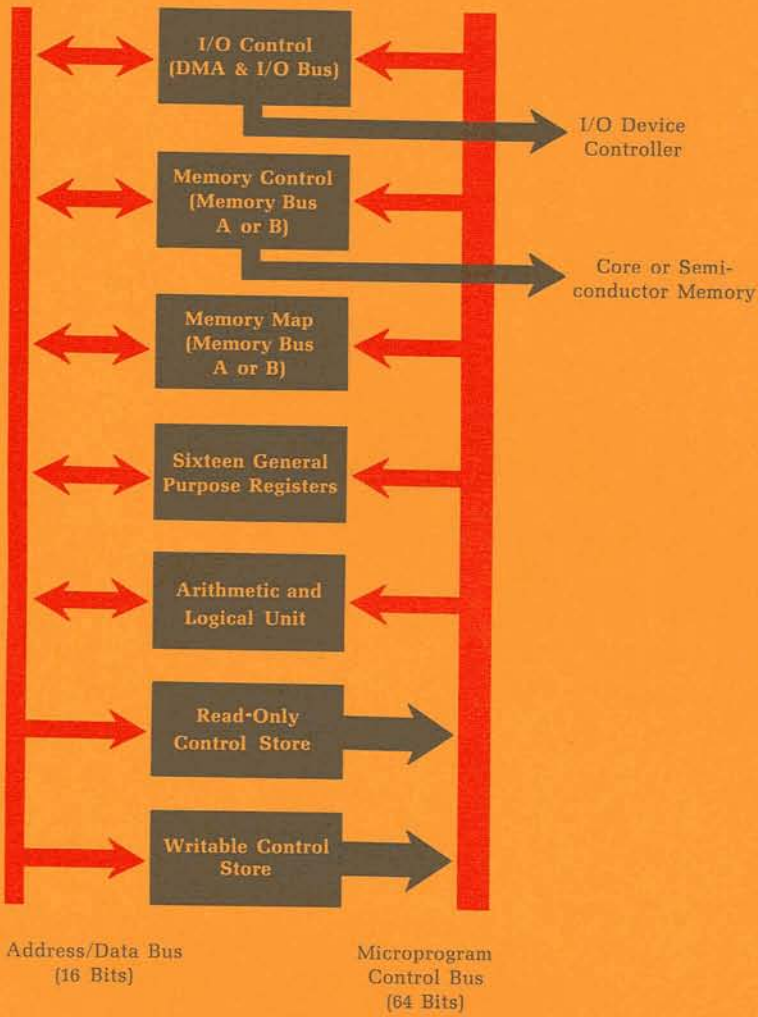 I/O Control
(DMA & I/O Bus)
I/O Device
Controller
Memory Control
(Memory Bus
A or B)
Core or Semi-
conductor Memory
Memory Map
(Memory Bus
A or B)
Sixteen General
Purpose Registers
Arithmetic and
Logical Unit
Read-Only
Control Store
Writable Control
Store
Address/Data Bus
(16 Bits)
Microprogram
Control Bus
(64 Bits)